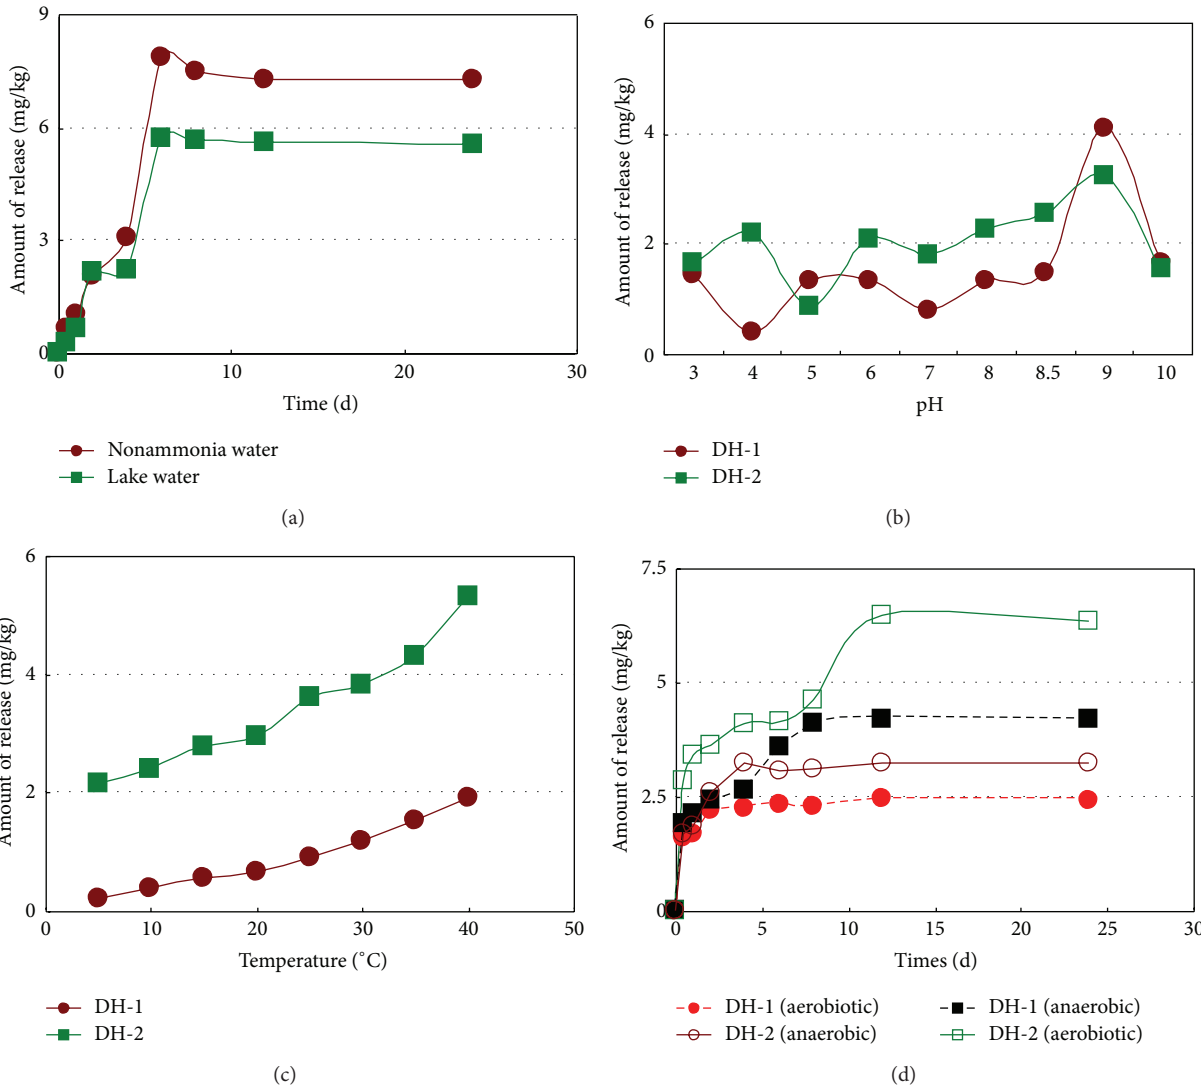 9
6
3
0
Amount of release (mg/kg)
0 10 20 30
Time (d)
Nonammonia water
Lake water
(a)
6
4
2
0
Amount of release (mg/kg)
3 4 5 6 7 8 8.5 9 10
pH
DH-1
DH-2
(b)
6
4
2
0
Amount of release (mg/kg)
0 10 20 30 40 50
Temperature (˚C)
DH-1
DH-2
(c)
7.5
5
2.5
0
Amount of release (mg/kg)
0 5 10 15 20 25 30
Times (d)
DH-1 (aerobiotic) DH-1 (anaerobic)
DH-2 (anaerobic) DH-2 (aerobiotic)
(d)